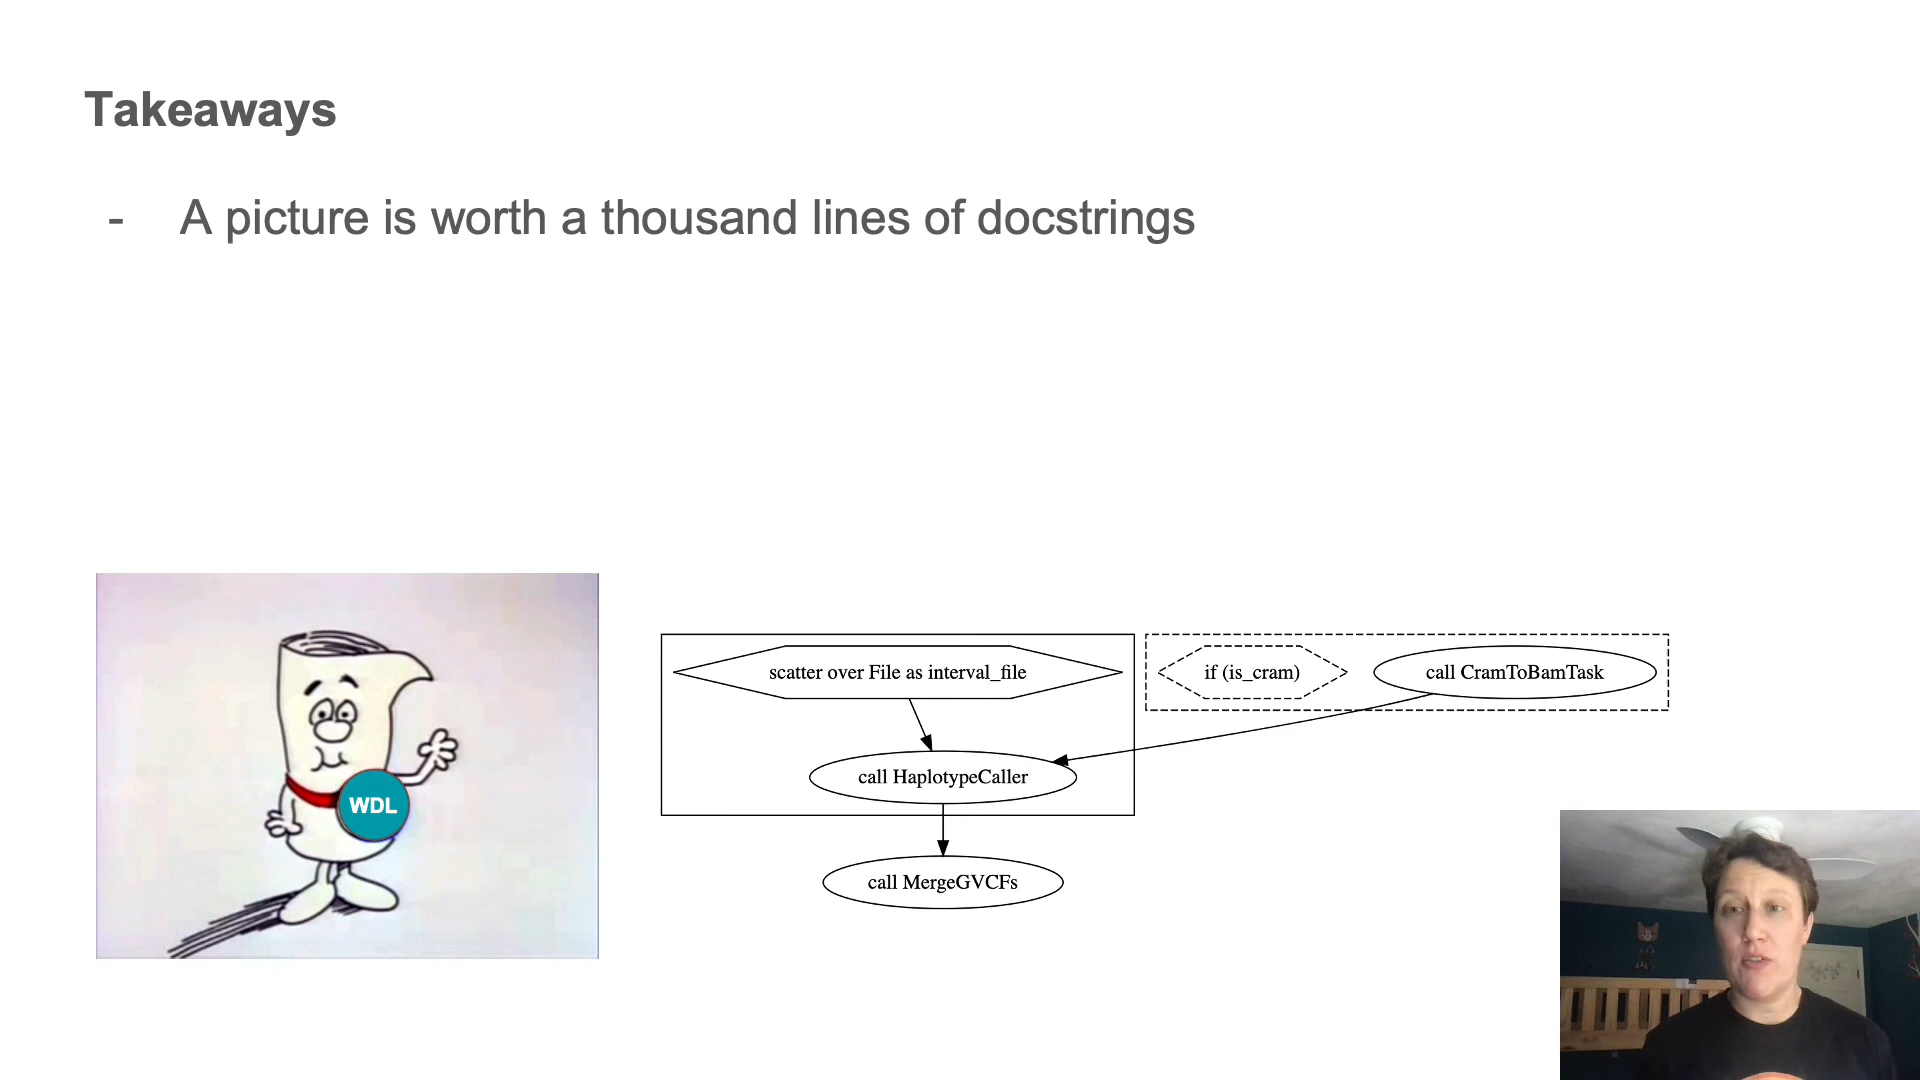 Takeaways
- A picture is worth a thousand lines of docstrings
WDL
scatter over File as interval_file
if (is_cram)
call CramToBamTask
call HaplotypeCaller
call MergeGVCFs